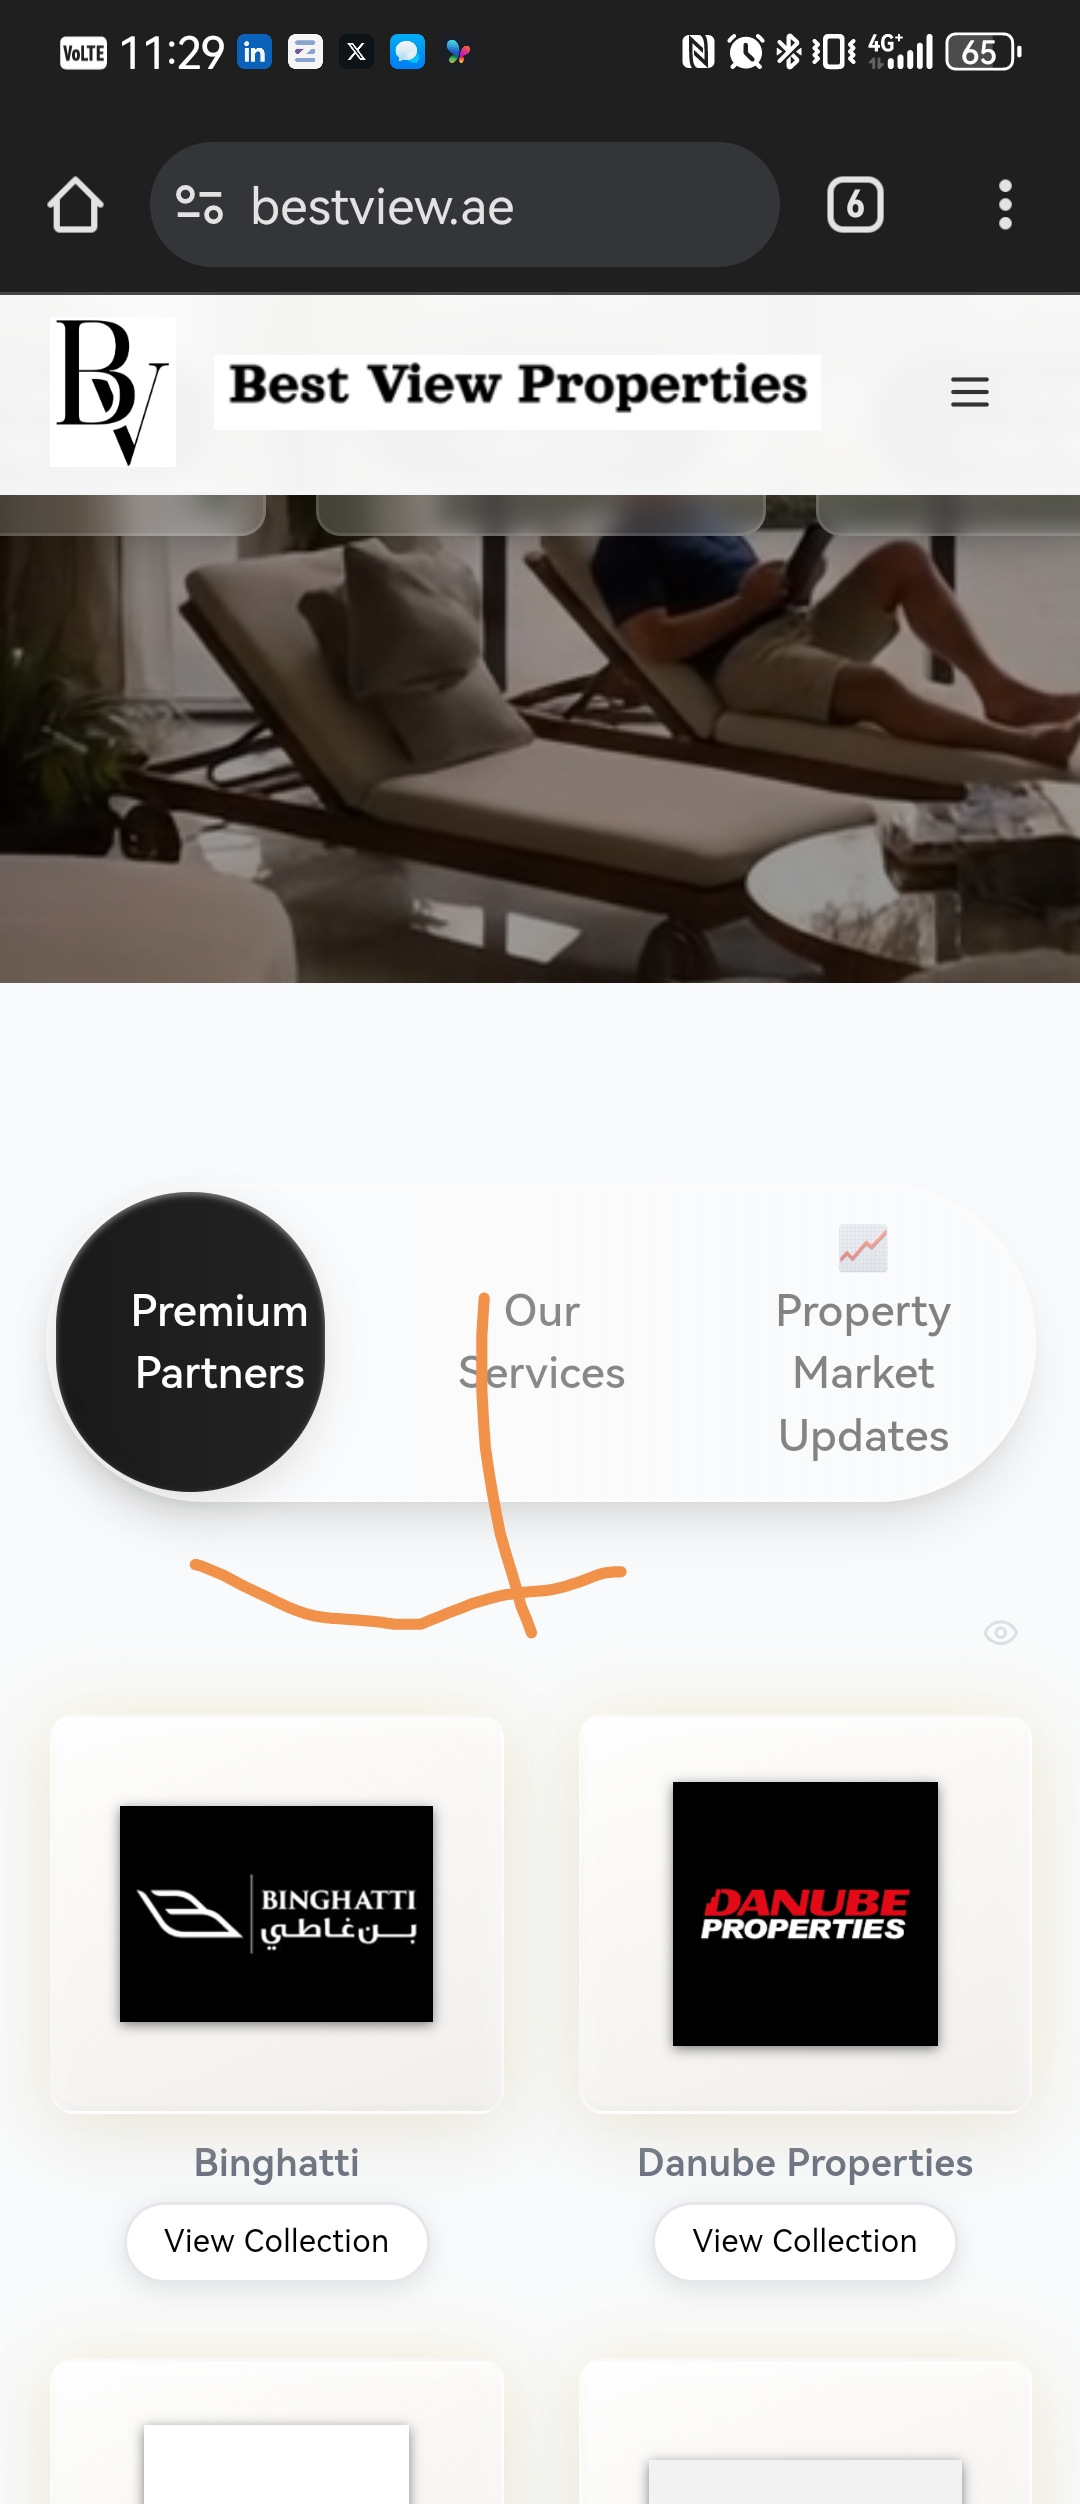 VoLTE 11:29 in X 4G+ 65
bestview.ae 6
BV Best View Properties
Premium Partners
Our Services
Property Market Updates
BINGHATTI
بن غاطي
DANUBE
PROPERTIES
Binghatti
Danube Properties
View Collection
View Collection